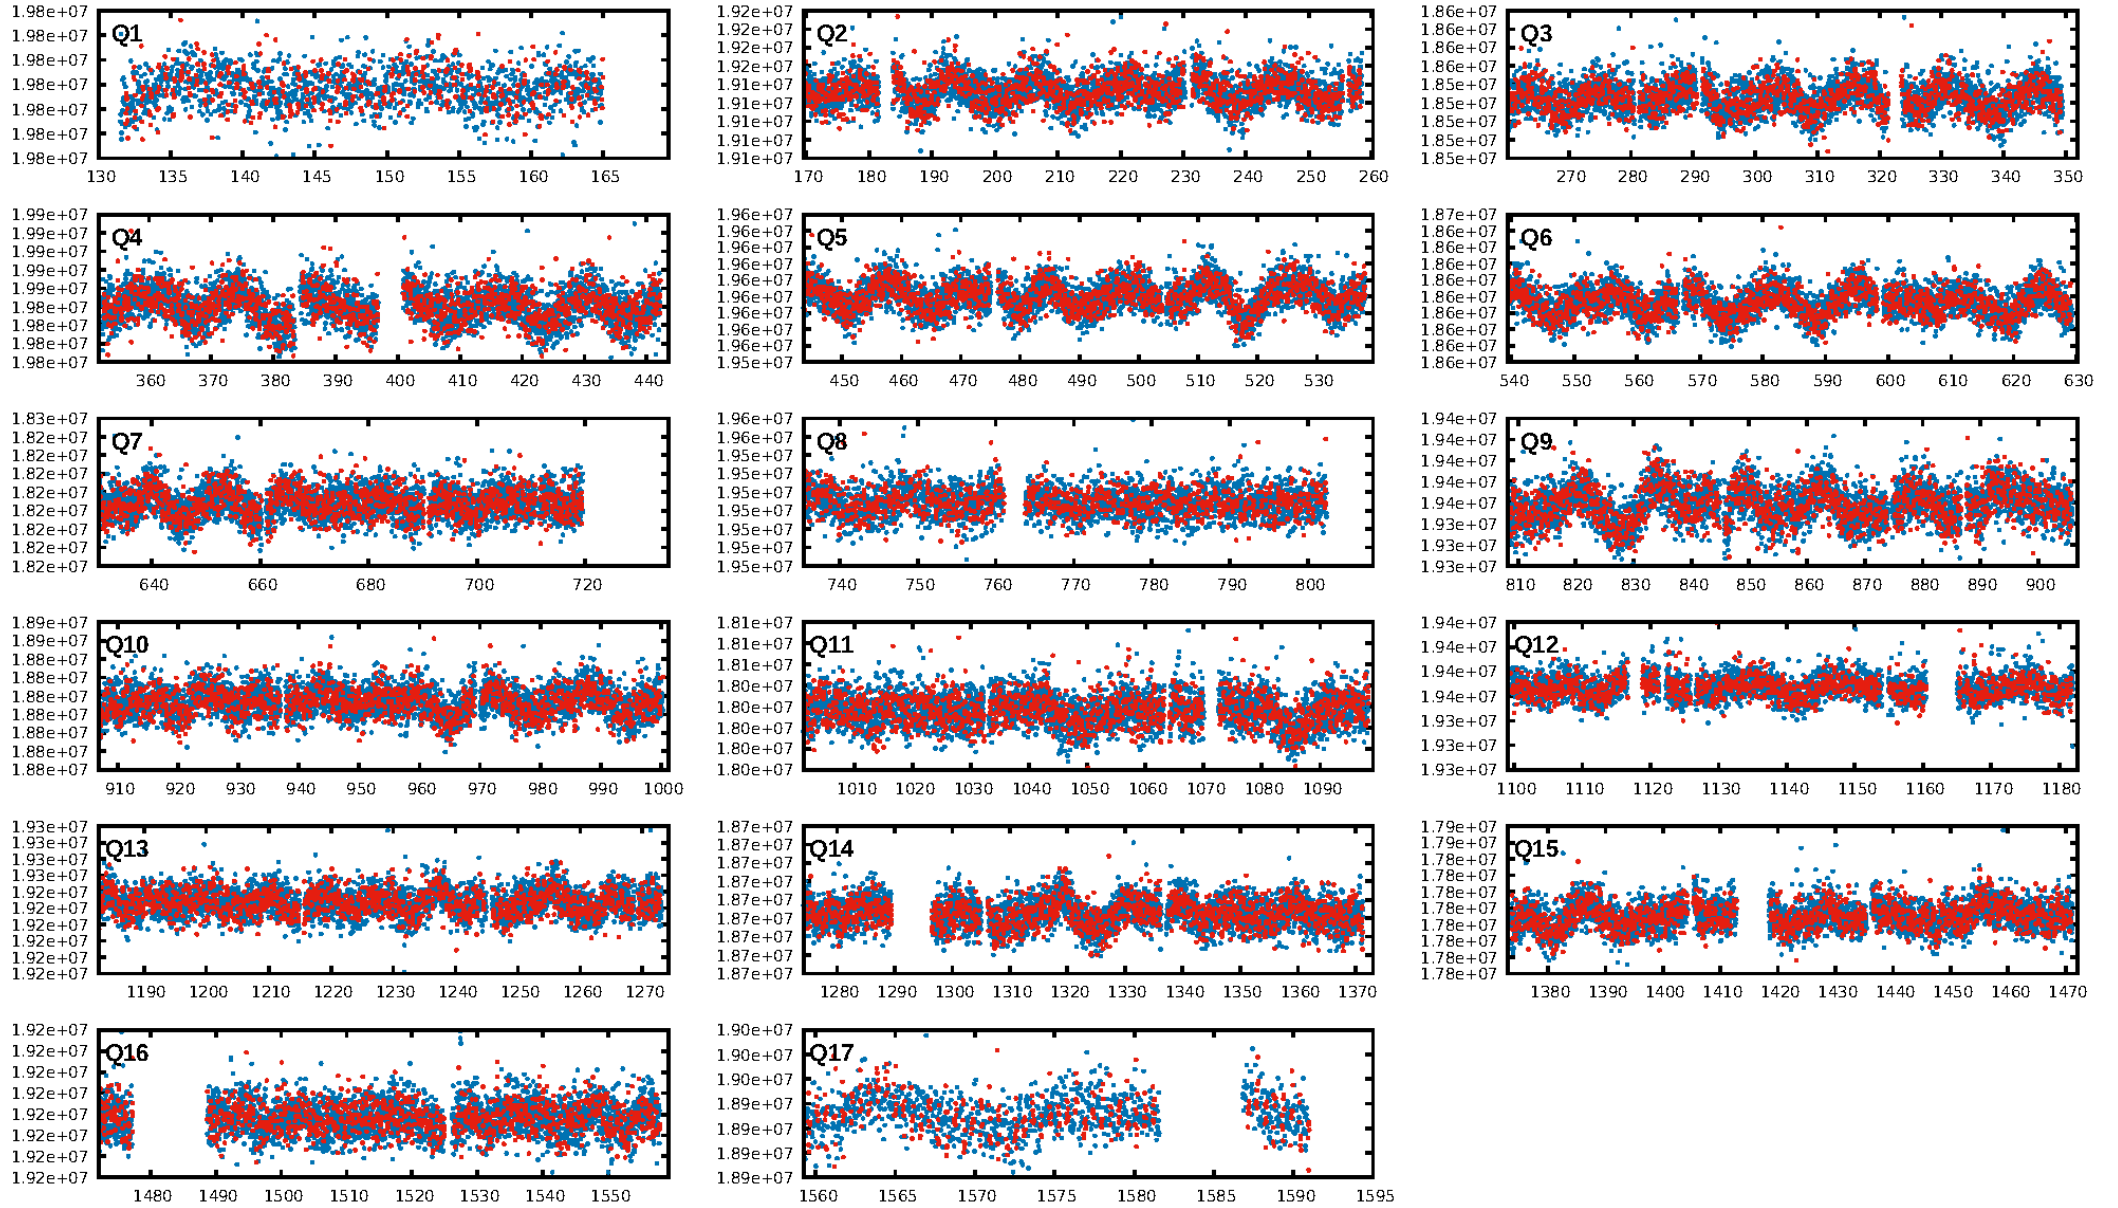 Q1
1.98e+07
1.98e+07
1.98e+07
1.98e+07
1.98e+07
1.98e+07
1.98e+07
130 135 140 145 150 155 160 165
Q2
1.92e+07
1.92e+07
1.92e+07
1.92e+07
1.91e+07
1.91e+07
1.91e+07
1.91e+07
1.91e+07
170 180 190 200 210 220 230 240 250 260
Q3
1.86e+07
1.86e+07
1.86e+07
1.86e+07
1.85e+07
1.85e+07
1.85e+07
1.85e+07
1.85e+07
270 280 290 300 310 320 330 340 350
Q4
1.99e+07
1.99e+07
1.99e+07
1.99e+07
1.99e+07
1.98e+07
1.98e+07
1.98e+07
1.98e+07
360 370 380 390 400 410 420 430 440
Q5
1.96e+07
1.96e+07
1.96e+07
1.96e+07
1.96e+07
1.96e+07
1.96e+07
1.96e+07
1.96e+07
1.95e+07
450 460 470 480 490 500 510 520 530
Q6
1.87e+07
1.86e+07
1.86e+07
1.86e+07
1.86e+07
1.86e+07
1.86e+07
1.86e+07
1.86e+07
1.86e+07
540 550 560 570 580 590 600 610 620 630
Q7
1.83e+07
1.82e+07
1.82e+07
1.82e+07
1.82e+07
1.82e+07
1.82e+07
1.82e+07
1.82e+07
640 660 680 700 720
Q8
1.96e+07
1.96e+07
1.95e+07
1.95e+07
1.95e+07
1.95e+07
1.95e+07
1.95e+07
1.95e+07
740 750 760 770 780 790 800
Q9
1.94e+07
1.94e+07
1.94e+07
1.94e+07
1.94e+07
1.93e+07
1.93e+07
1.93e+07
810 820 830 840 850 860 870 880 890 900
Q10
1.89e+07
1.89e+07
1.88e+07
1.88e+07
1.88e+07
1.88e+07
1.88e+07
1.88e+07
1.88e+07
910 920 930 940 950 960 970 980 990 1000
Q11
1.81e+07
1.81e+07
1.81e+07
1.80e+07
1.80e+07
1.80e+07
1.80e+07
1.80e+07
1010 1020 1030 1040 1050 1060 1070 1080 1090
Q12
1.94e+07
1.94e+07
1.94e+07
1.94e+07
1.93e+07
1.93e+07
1.93e+07
1100 1110 1120 1130 1140 1150 1160 1170 1180
Q13
1.93e+07
1.93e+07
1.93e+07
1.93e+07
1.92e+07
1.92e+07
1.92e+07
1.92e+07
1.92e+07
1.92e+07
1190 1200 1210 1220 1230 1240 1250 1260 1270
Q14
1.87e+07
1.87e+07
1.87e+07
1.87e+07
1.87e+07
1.87e+07
1.87e+07
1.87e+07
1.87e+07
1280 1290 1300 1310 1320 1330 1340 1350 1360 1370
Q15
1.79e+07
1.79e+07
1.78e+07
1.78e+07
1.78e+07
1.78e+07
1.78e+07
1.78e+07
1.78e+07
1.78e+07
1380 1390 1400 1410 1420 1430 1440 1450 1460 1470
Q16
1.92e+07
1.92e+07
1.92e+07
1.92e+07
1.92e+07
1.92e+07
1.92e+07
1.92e+07
1480 1490 1500 1510 1520 1530 1540 1550
Q17
1.90e+07
1.90e+07
1.90e+07
1.89e+07
1.89e+07
1.89e+07
1.89e+07
1560 1565 1570 1575 1580 1585 1590 1595